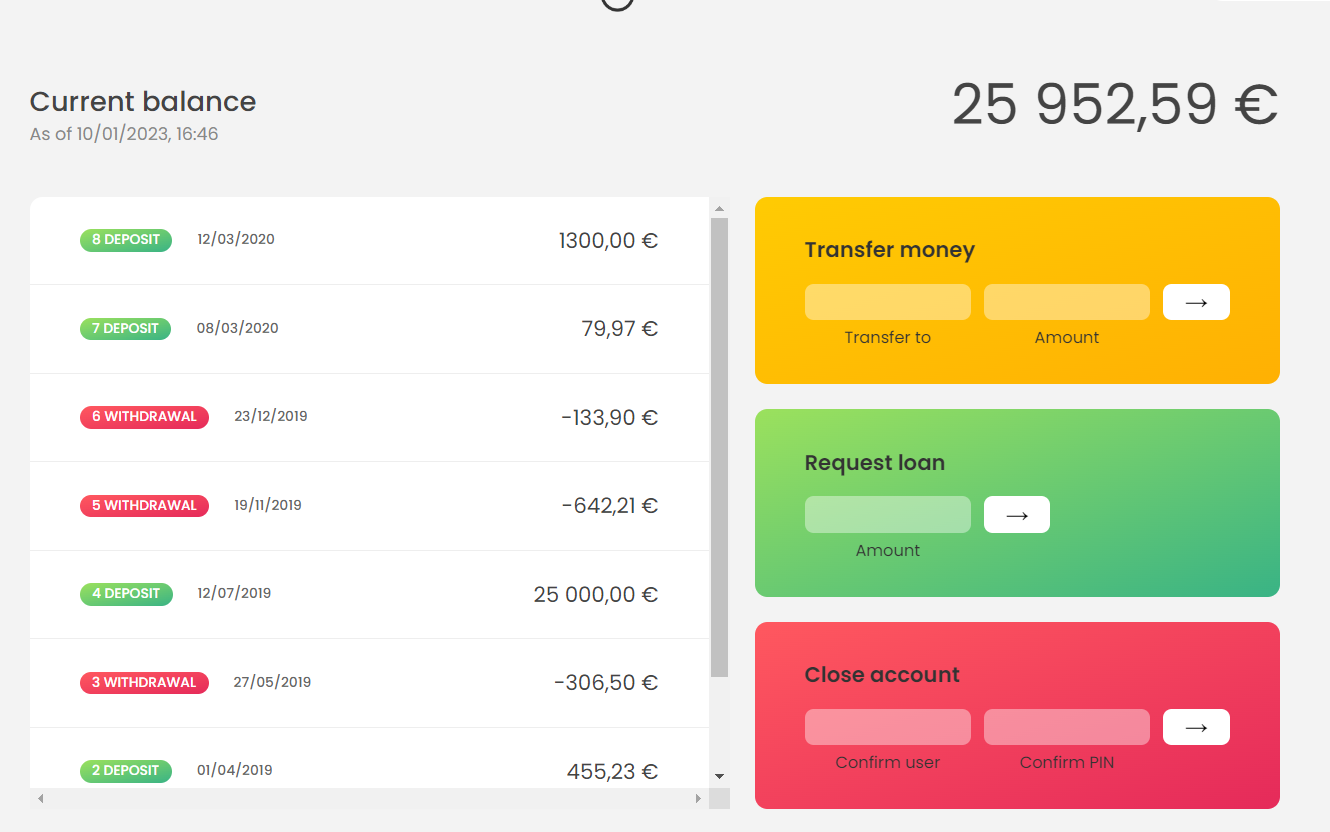 Current balance
As of 10/01/2023, 16:46
25 952,59 €
8 DEPOSIT 12/03/2020 1300,00 €
7 DEPOSIT 08/03/2020 79,97 €
6 WITHDRAWAL 23/12/2019 -133,90 €
5 WITHDRAWAL 19/11/2019 -642,21 €
4 DEPOSIT 12/07/2019 25 000,00 €
3 WITHDRAWAL 27/05/2019 -306,50 €
2 DEPOSIT 01/04/2019 455,23 €
Transfer money
→
Transfer to Amount
Request loan
→
Amount
Close account
→
Confirm user Confirm PIN